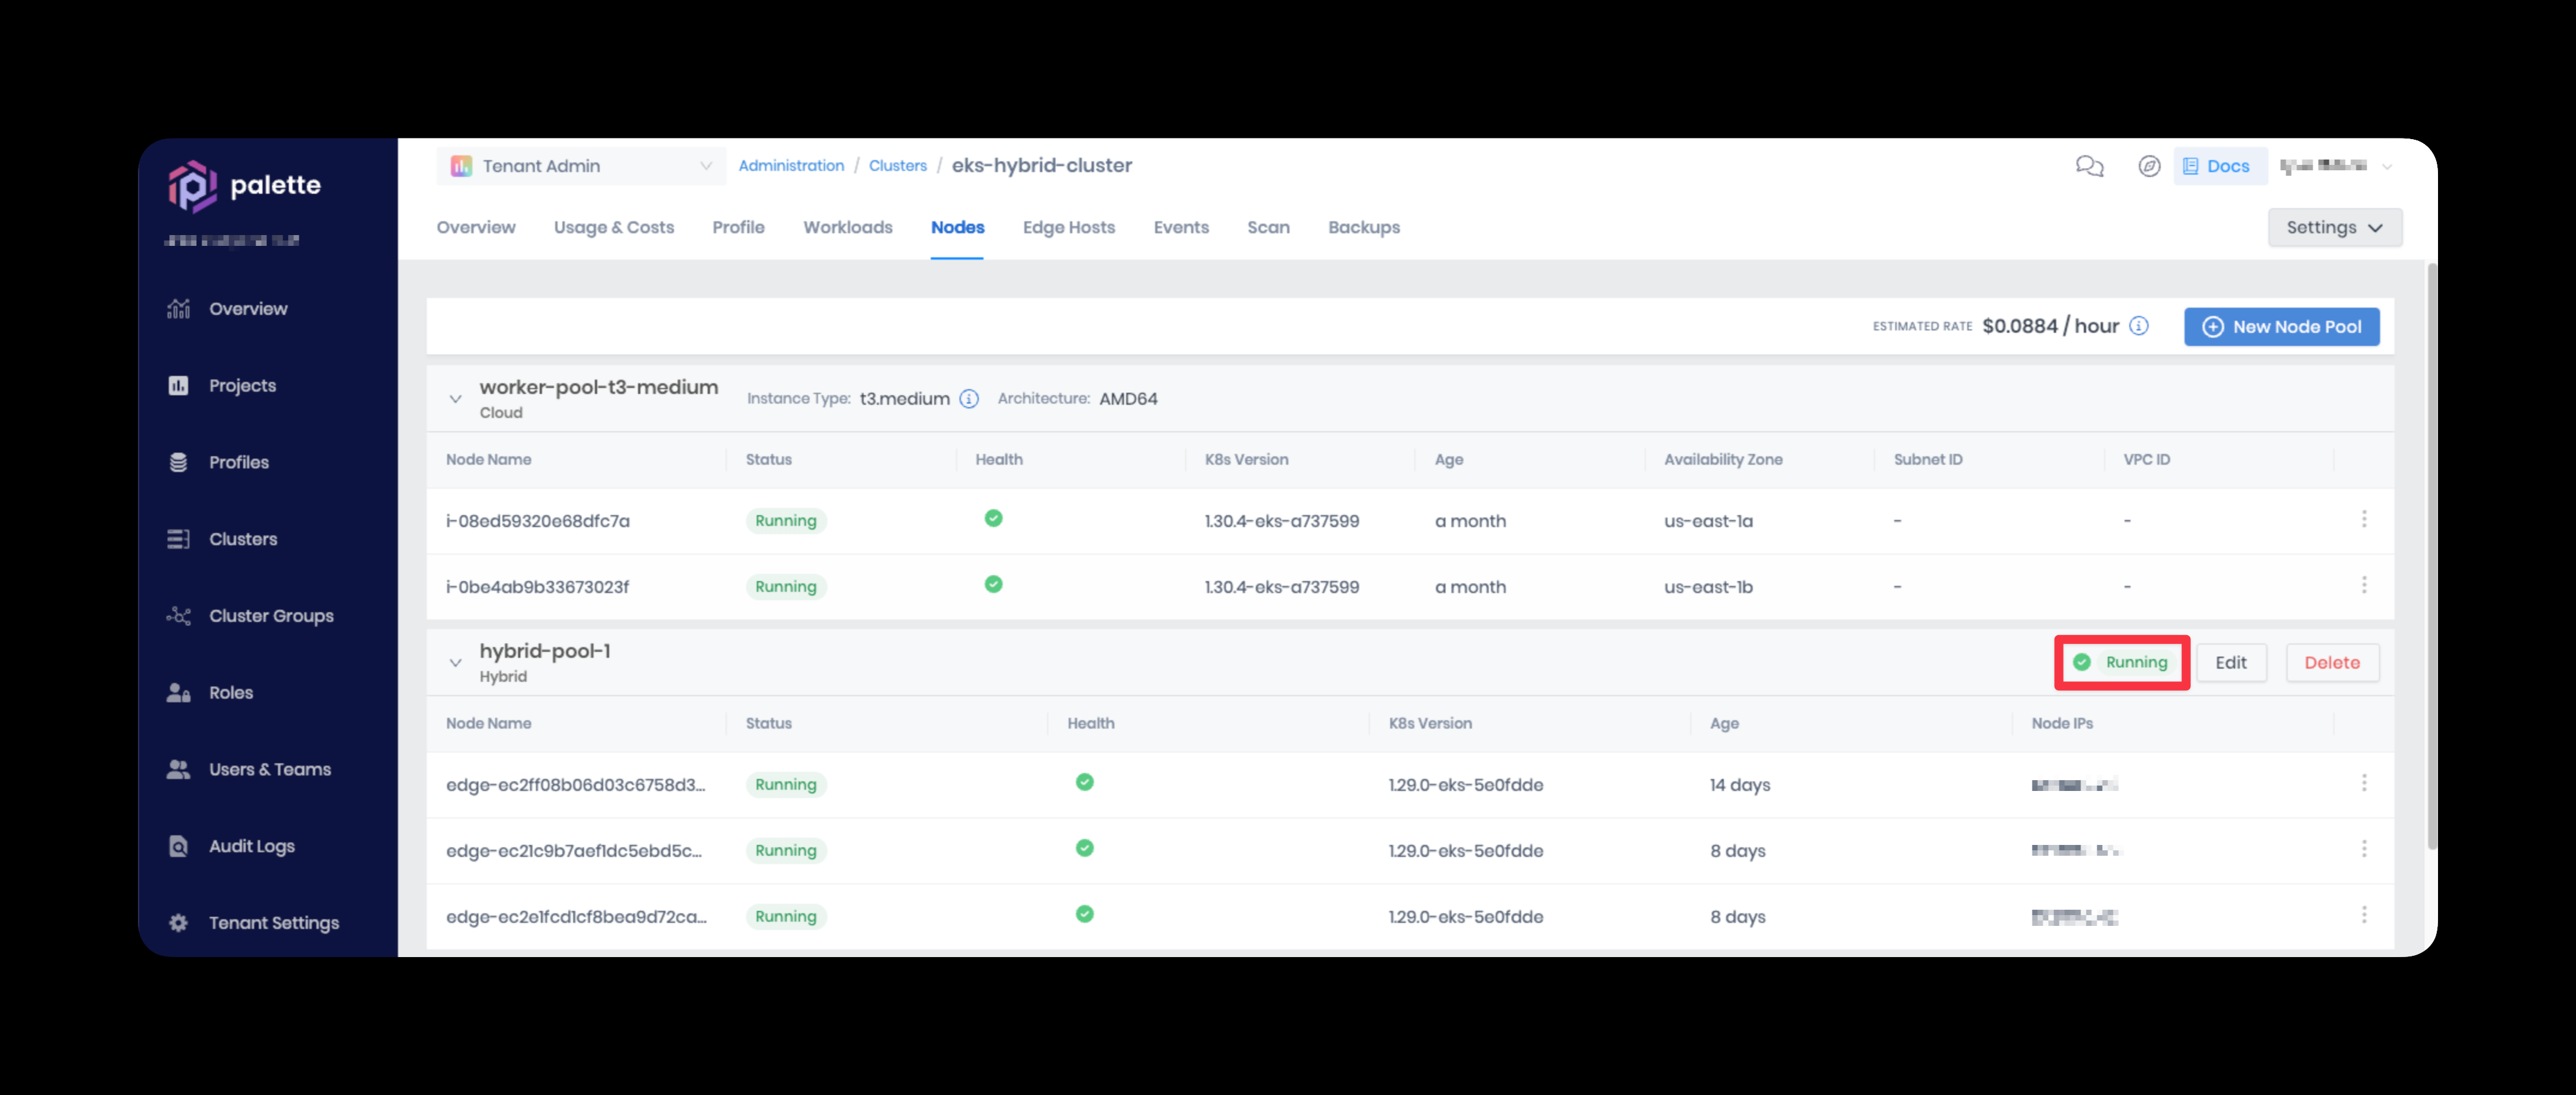 palette
Tenant Admin
Administration / Clusters / eks-hybrid-cluster
Docs
Overview Usage & Costs Profile Workloads Nodes Edge Hosts Events Scan Backups
Settings
Overview
Projects
Profiles
Clusters
Cluster Groups
Roles
Users & Teams
Audit Logs
Tenant Settings
ESTIMATED RATE $0.0884 / hour
New Node Pool
worker-pool-t3-medium
Cloud
Instance Type: t3.medium Architecture: AMD64
Node Name Status Health K8s Version Age Availability Zone Subnet ID VPC ID
i-08ed59320e68dfc7a Running 1.30.4-eks-a737599 a month us-east-1a - -
i-0be4ab9b33673023f Running 1.30.4-eks-a737599 a month us-east-1b - -
hybrid-pool-1
Hybrid
Running Edit Delete
Node Name Status Health K8s Version Age Node IPs
edge-ec2ff08b06d03c6758d3... Running 1.29.0-eks-5e0fdde 14 days
edge-ec21c9b7aef1dc5ebd5c... Running 1.29.0-eks-5e0fdde 8 days
edge-ec2e1fcd1cf8bea9d72ca... Running 1.29.0-eks-5e0fdde 8 days